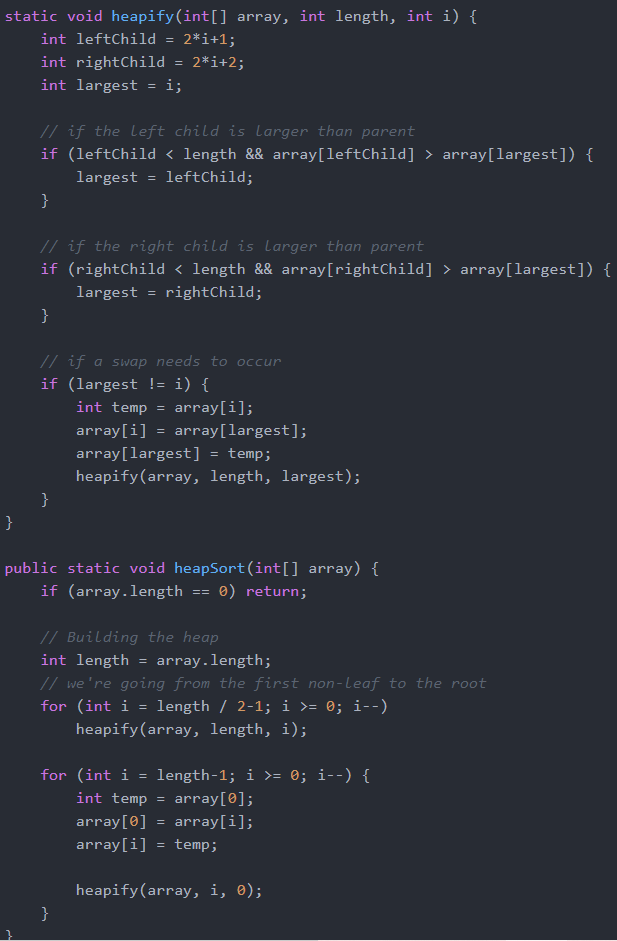 static void heapify(int[] array, int length, int i) {
    int leftChild = 2*i+1;
    int rightChild = 2*i+2;
    int largest = i;

    // if the left child is larger than parent
    if (leftChild < length && array[leftChild] > array[largest]) {
        largest = leftChild;
    }

    // if the right child is larger than parent
    if (rightChild < length && array[rightChild] > array[largest]) {
        largest = rightChild;
    }

    // if a swap needs to occur
    if (largest != i) {
        int temp = array[i];
        array[i] = array[largest];
        array[largest] = temp;
        heapify(array, length, largest);
    }
}

public static void heapSort(int[] array) {
    if (array.length == 0) return;

    // Building the heap
    int length = array.length;
    // we're going from the first non-leaf to the root
    for (int i = length / 2-1; i >= 0; i--)
        heapify(array, length, i);

    for (int i = length-1; i >= 0; i--) {
        int temp = array[0];
        array[0] = array[i];
        array[i] = temp;

        heapify(array, i, 0);
    }
}